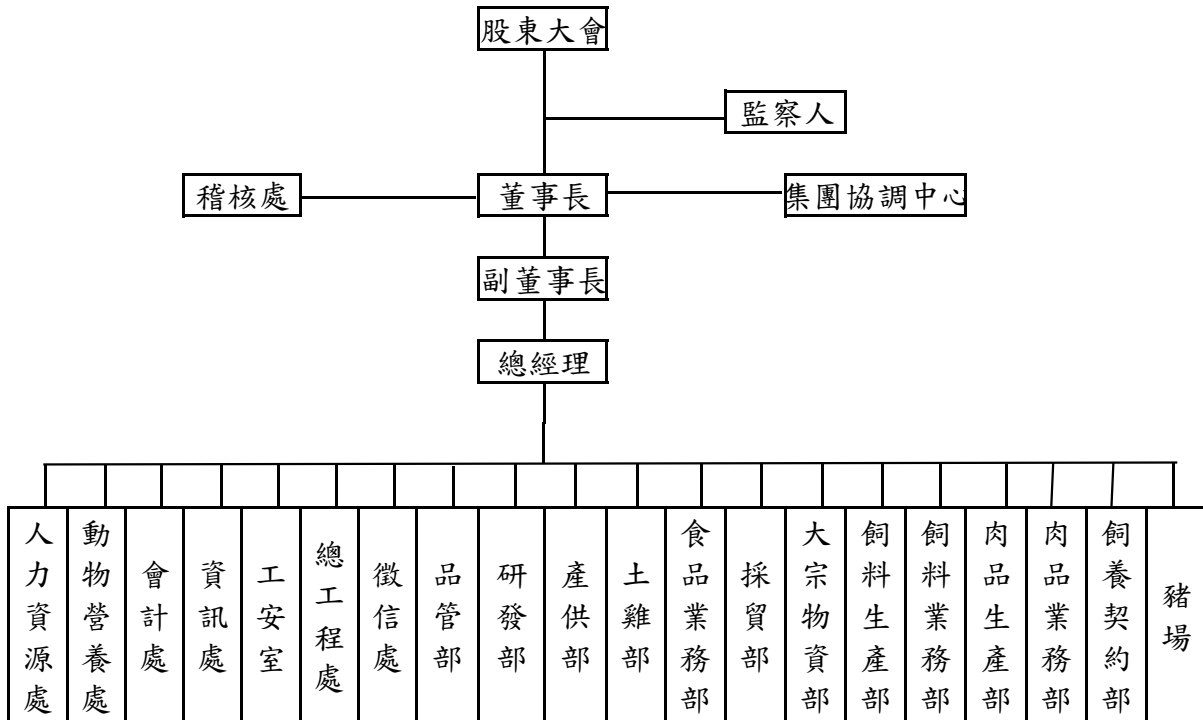 股東大會
監察人
稽核處
董事長
集團協調中心
副董事長
總經理
人力資源處
動物營養處
會計處
資訊處
工安室
總工程處
徵信處
品管部
研發部
產供部
土雞部
食品業務部
採貿部
大宗物資部
飼料生產部
飼料業務部
肉品生產部
肉品業務部
飼養契約部
豬場